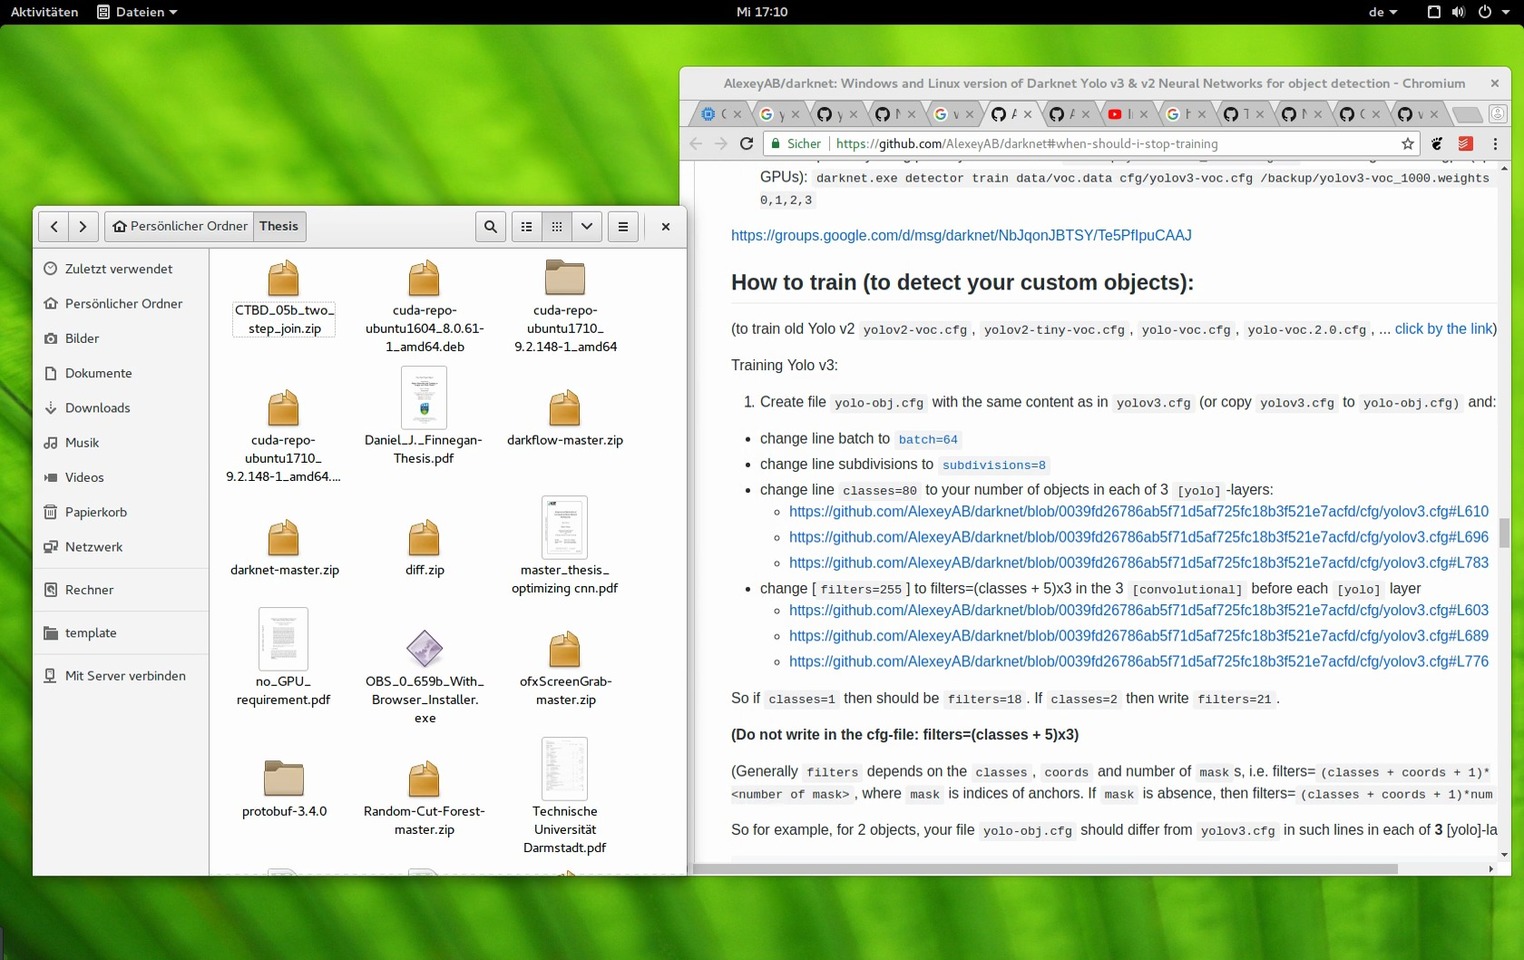 Aktivitäten
Dateien
Mi 17:10
de
AlexeyAB/darknet: Windows and Linux version of Darknet Yolo v3 & v2 Neural Networks for object detection - Chromium
Sicher
https://github.com/AlexeyAB/darknet#when-should-i-stop-training
GPUs): darknet.exe detector train data/voc.data cfg/yolov3-voc.cfg /backup/yolov3-voc_1000.weights
0,1,2,3
https://groups.google.com/d/msg/darknet/NbJqonJBTSY/Te5PfIpuCAAJ
How to train (to detect your custom objects):
(to train old Yolo v2 yolov2-voc.cfg, yolov2-tiny-voc.cfg, yolo-voc.cfg, yolo-voc.2.0.cfg, ... click by the link)
Training Yolo v3:
1. Create file yolo-obj.cfg with the same content as in yolov3.cfg (or copy yolov3.cfg to yolo-obj.cfg) and:
• change line batch to batch=64
• change line subdivisions to subdivisions=8
• change line classes=80 to your number of objects in each of 3 [yolo]-layers:
https://github.com/AlexeyAB/darknet/blob/0039fd26786ab5f71d5af725fc18b3f521e7acfd/cfg/yolov3.cfg#L610
https://github.com/AlexeyAB/darknet/blob/0039fd26786ab5f71d5af725fc18b3f521e7acfd/cfg/yolov3.cfg#L696
https://github.com/AlexeyAB/darknet/blob/0039fd26786ab5f71d5af725fc18b3f521e7acfd/cfg/yolov3.cfg#L783
• change [filters=255] to filters=(classes + 5)x3 in the 3 [convolutional] before each [yolo] layer
https://github.com/AlexeyAB/darknet/blob/0039fd26786ab5f71d5af725fc18b3f521e7acfd/cfg/yolov3.cfg#L603
https://github.com/AlexeyAB/darknet/blob/0039fd26786ab5f71d5af725fc18b3f521e7acfd/cfg/yolov3.cfg#L689
https://github.com/AlexeyAB/darknet/blob/0039fd26786ab5f71d5af725fc18b3f521e7acfd/cfg/yolov3.cfg#L776
So if classes=1 then should be filters=18. If classes=2 then write filters=21.
(Do not write in the cfg-file: filters=(classes + 5)x3)
(Generally filters depends on the classes, coords and number of masks, i.e. filters=(classes + coords + 1)*
<number of mask>, where mask is indices of anchors. If mask is absence, then filters=(classes + coords + 1)*num
So for example, for 2 objects, your file yolo-obj.cfg should differ from yolov3.cfg in such lines in each of 3 [yolo]-la
Persönlicher Ordner
Thesis
Zuletzt verwendet
Persönlicher Ordner
Bilder
Dokumente
Downloads
Musik
Videos
Papierkorb
Netzwerk
Rechner
template
Mit Server verbinden
CTBD_05b_two_
step_join.zip
cuda-repo-
ubuntu1604_8.0.61-
1_amd64.deb
cuda-repo-
ubuntu1710_
9.2.148-1_amd64
cuda-repo-
ubuntu1710_
9.2.148-1_amd64....
Daniel_J._Finnegan-
Thesis.pdf
darkflow-master.zip
darknet-master.zip
diff.zip
master_thesis_
optimizing cnn.pdf
no_GPU_
requirement.pdf
OBS_0_659b_With_
Browser_Installer.
exe
ofxScreenGrab-
master.zip
protobuf-3.4.0
Random-Cut-Forest-
master.zip
Technische
Universität
Darmstadt.pdf